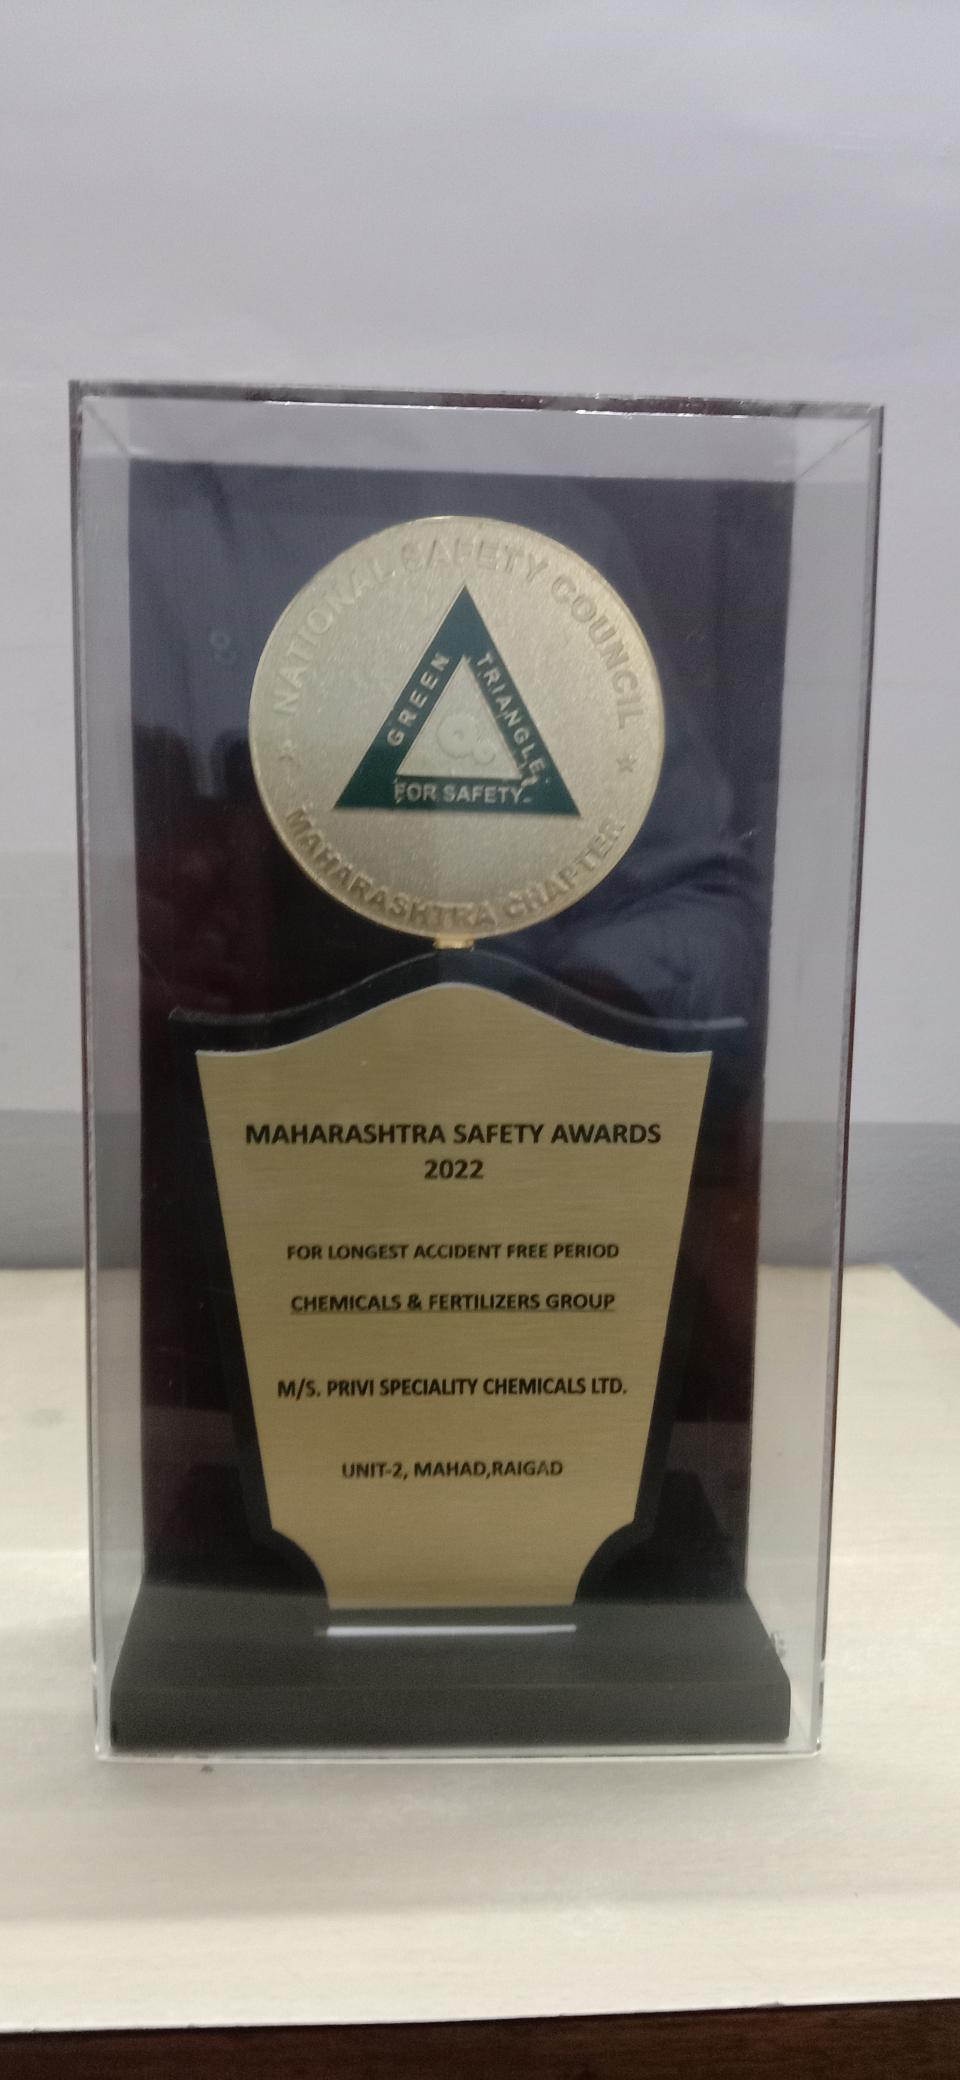 NATIONAL SAFETY COUNCIL
GREEN TRIANGLE
FOR SAFETY
MAHARASHTRA CHAPTER
MAHARASHTRA SAFETY AWARDS
2022
FOR LONGEST ACCIDENT FREE PERIOD
CHEMICALS & FERTILIZERS GROUP
M/S. PRIVI SPECIALITY CHEMICALS LTD.
UNIT-2, MAHAD,RAIGAD